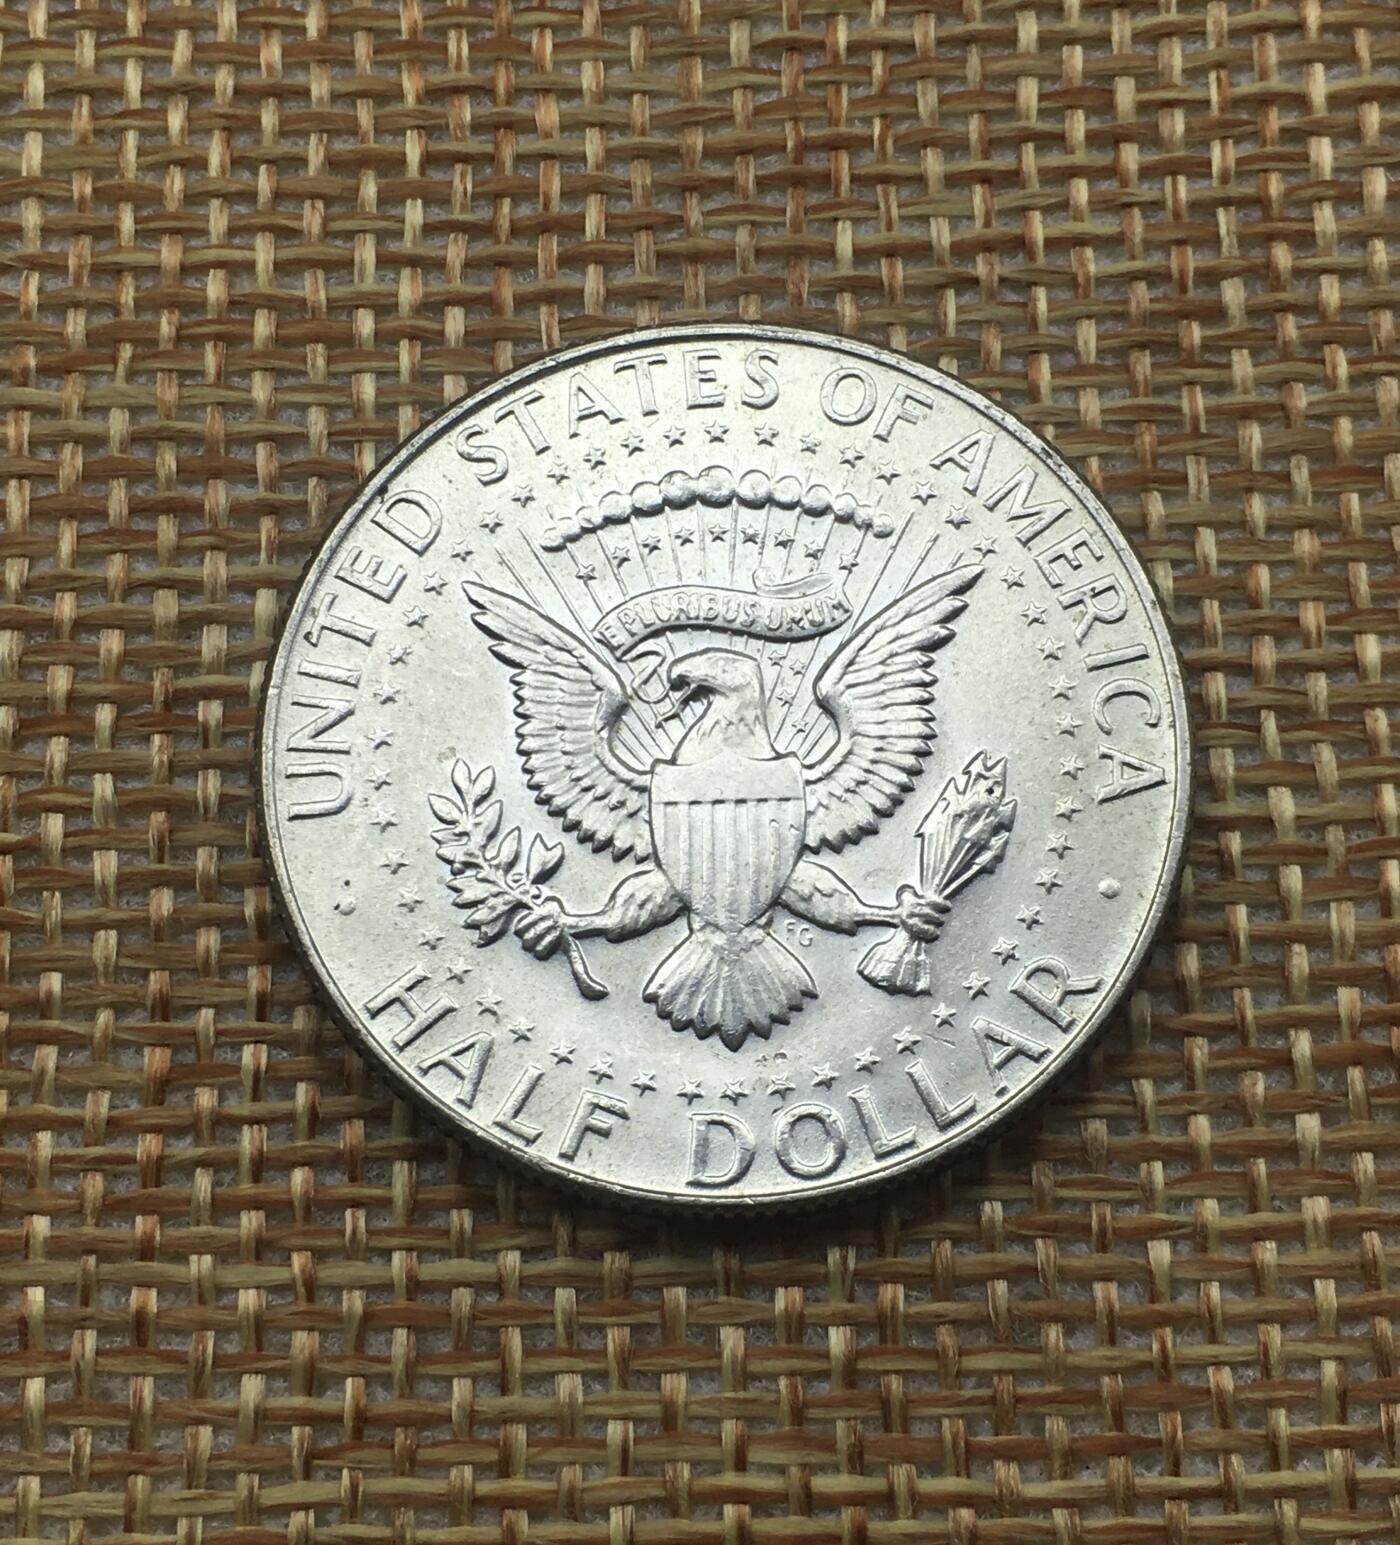 UNITED STATES OF AMERICA
E PLURIBUS UNUM
FG
HALF DOLLAR